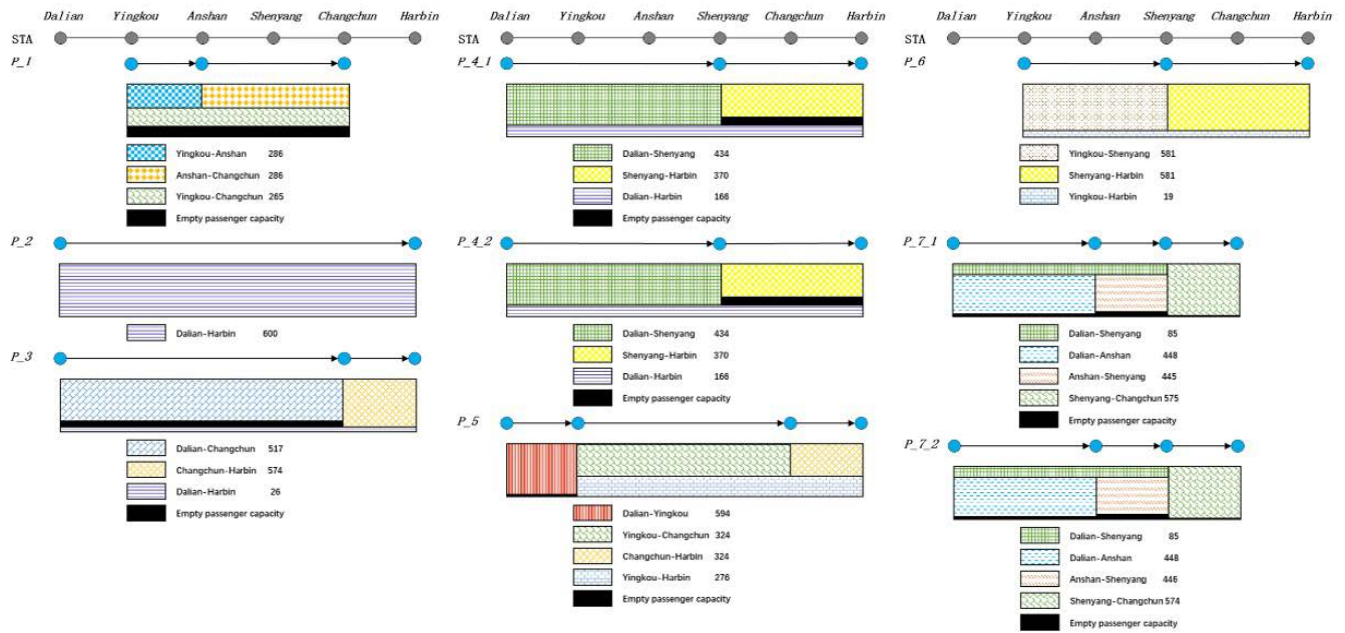 Dalian Yingkou Anshan Shenyang Changchun Harbin
STA
P_1
Yingkou-Anshan 286
Anshan-Changchun 286
Yingkou-Changchun 265
Empty passenger capacity
P_2
Dalian-Harbin 600
P_3
Dalian-Changchun 517
Changchun-Harbin 574
Dalian-Harbin 26
Empty passenger capacity
Dalian Yingkou Anshan Shenyang Changchun Harbin
STA
P_4_1
Dalian-Shenyang 434
Shenyang-Harbin 370
Dalian-Harbin 166
Empty passenger capacity
P_4_2
Dalian-Shenyang 434
Shenyang-Harbin 370
Dalian-Harbin 166
Empty passenger capacity
P_5
Dalian-Yingkou 594
Yingkou-Changchun 324
Changchun-Harbin 324
Yingkou-Harbin 276
Empty passenger capacity
Dalian Yingkou Anshan Shenyang Changchun Harbin
STA
P_6
Yingkou-Shenyang 581
Shenyang-Harbin 581
Yingkou-Harbin 19
P_7_1
Dalian-Shenyang 85
Dalian-Anshan 448
Anshan-Shenyang 445
Shenyang-Changchun 575
Empty passenger capacity
P_7_2
Dalian-Shenyang 85
Dalian-Anshan 448
Anshan-Shenyang 446
Shenyang-Changchun 574
Empty passenger capacity